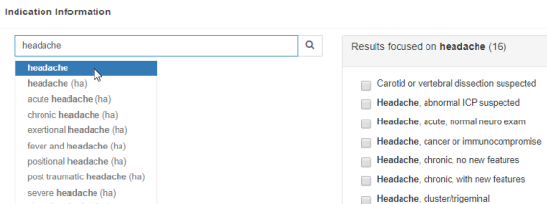 Indication Information
headache
headache
headache (ha)
acute headache (ha)
chronic headache (ha)
exertional headache (ha)
fever and headache (ha)
positional headache (ha)
post traumatic headache (ha)
severe headache (ha)
Results focused on headache (16)
Carotid or vertebral dissection suspected
Headache, abnormal ICP suspected
Headache, acute, normal neuro exam
Headache, cancer or immunocompromise
Headache, chronic, no new features
Headache, chronic, with new features
Headache, cluster/trigeminal